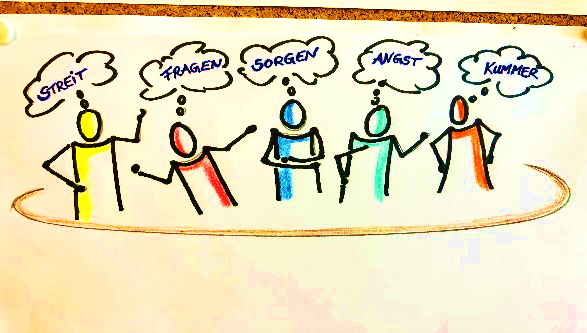 STREIT
FRAGEN
SORGEN
ANGST
KUMMER